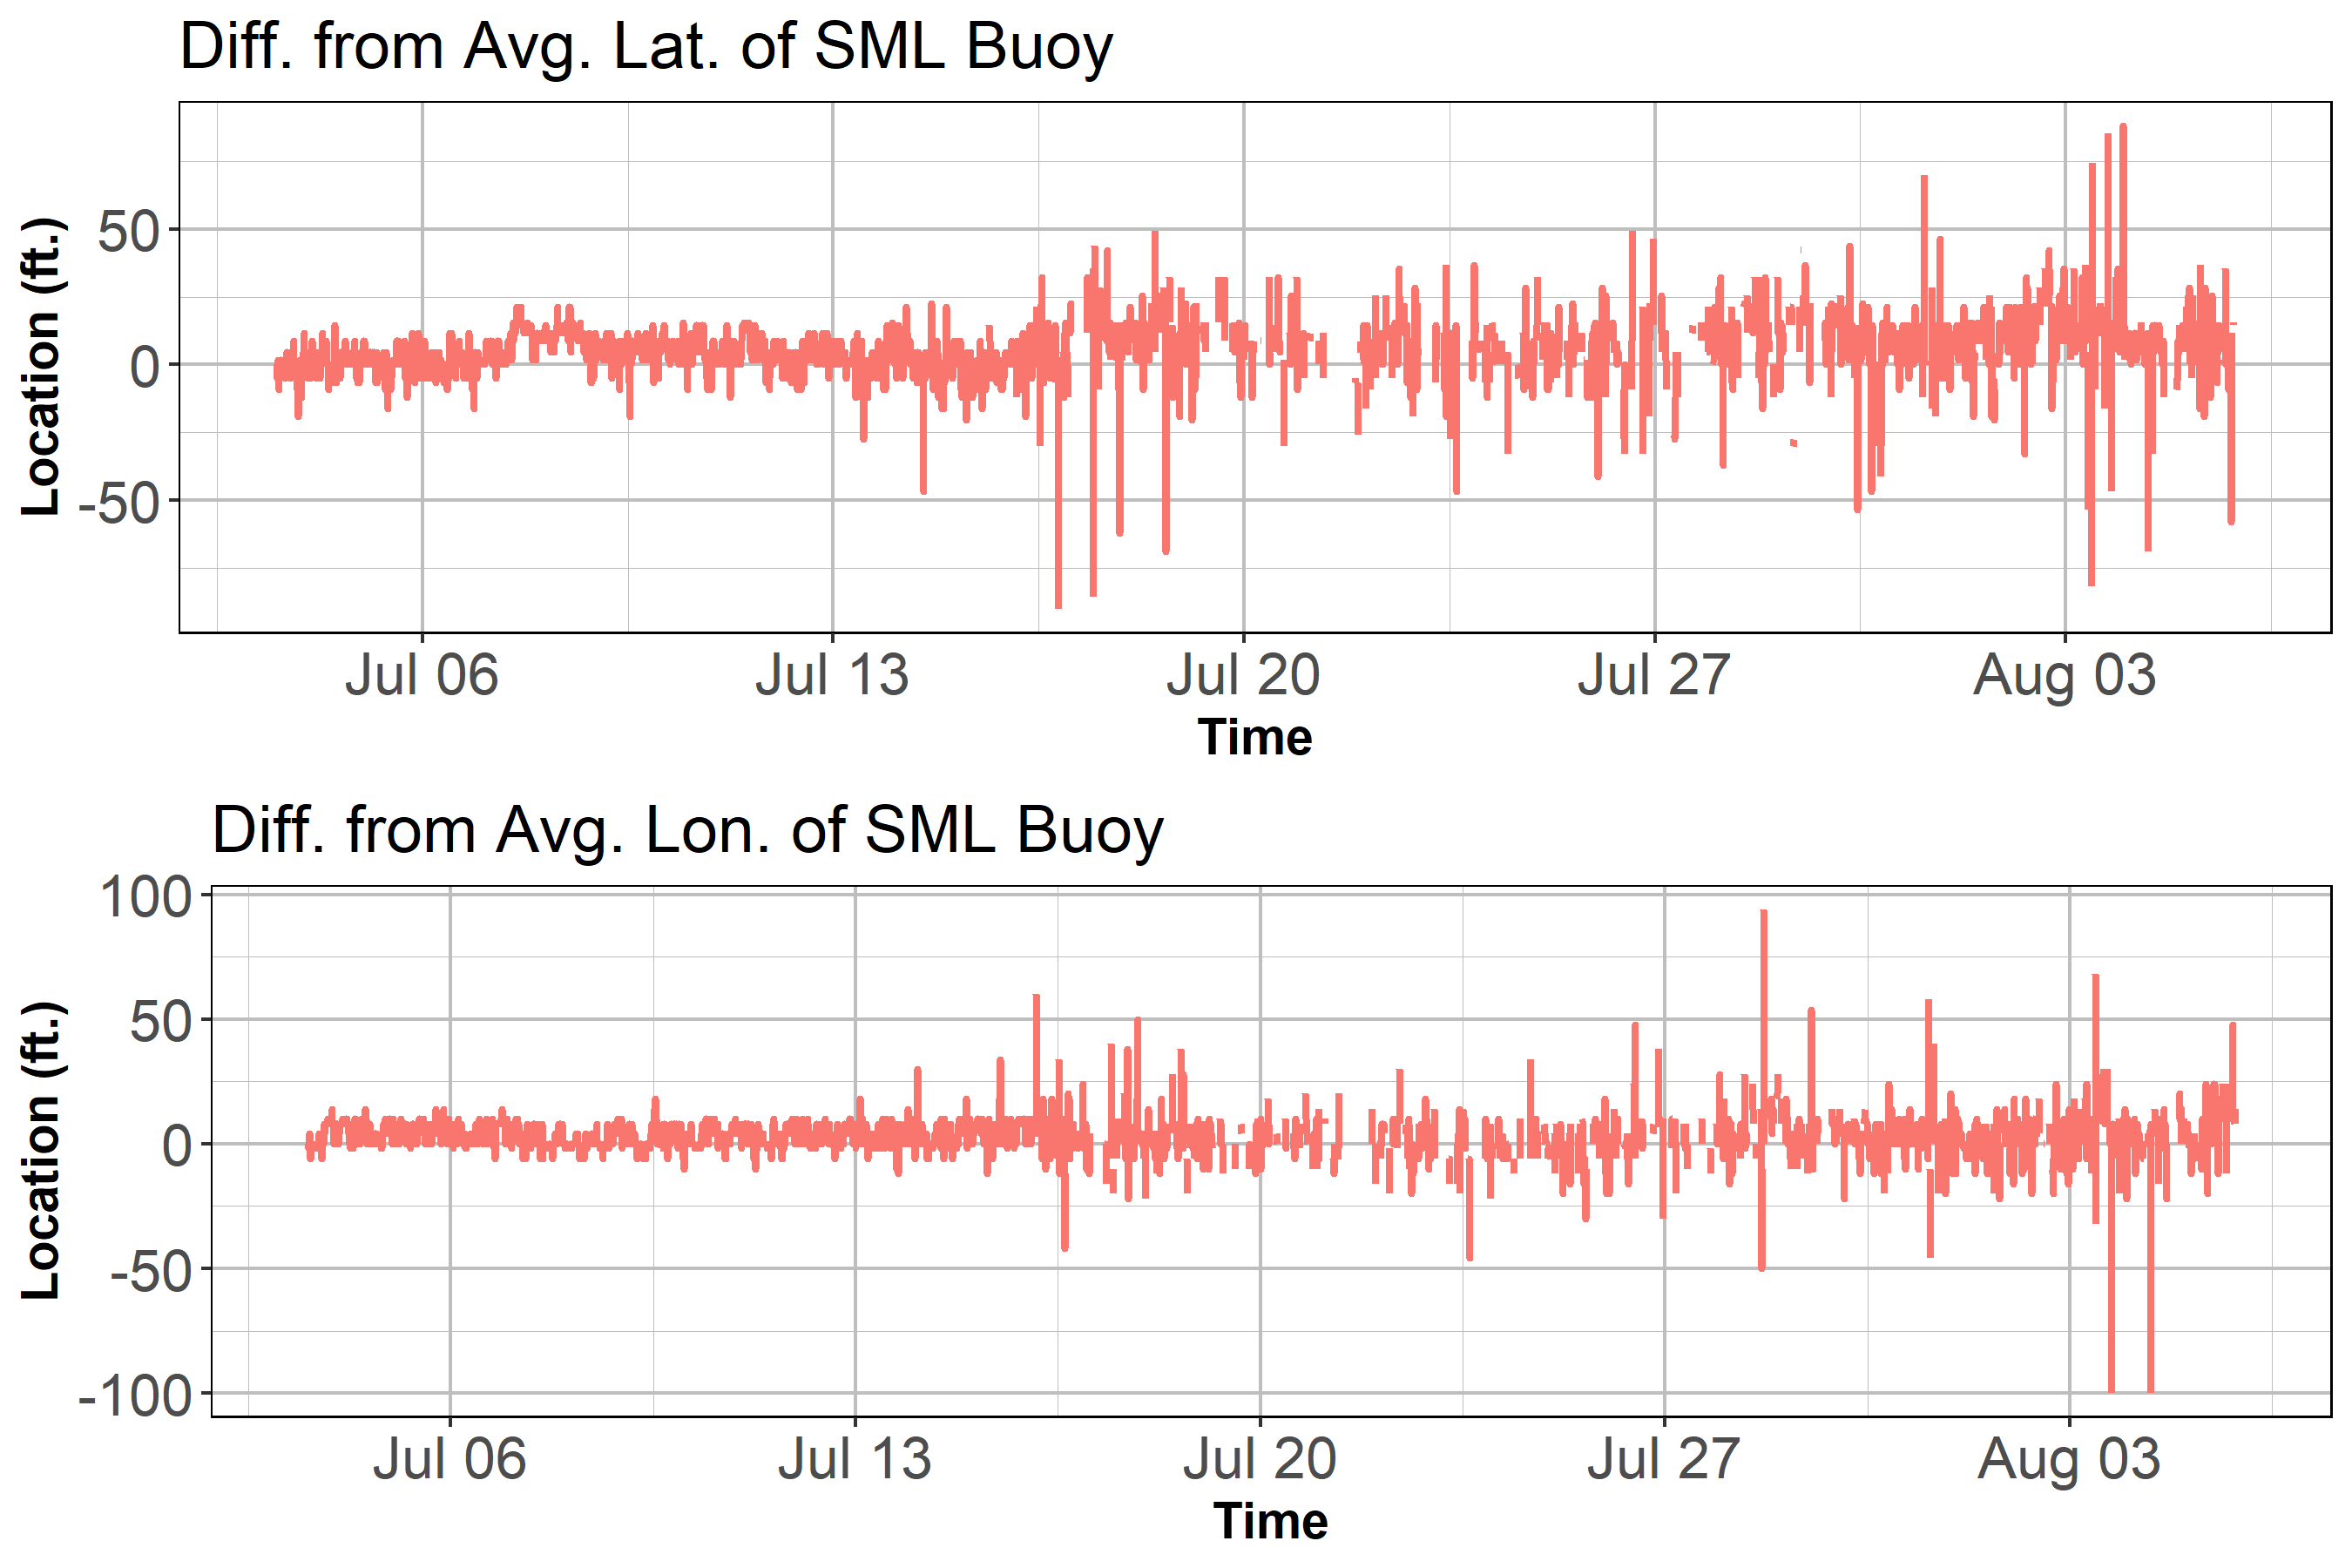 Diff. from Avg. Lat. of SML Buoy
Location (ft.)
50
0
-50
Jul 06 Jul 13 Jul 20 Jul 27 Aug 03
Time
Diff. from Avg. Lon. of SML Buoy
Location (ft.)
100
50
0
-50
-100
Jul 06 Jul 13 Jul 20 Jul 27 Aug 03
Time